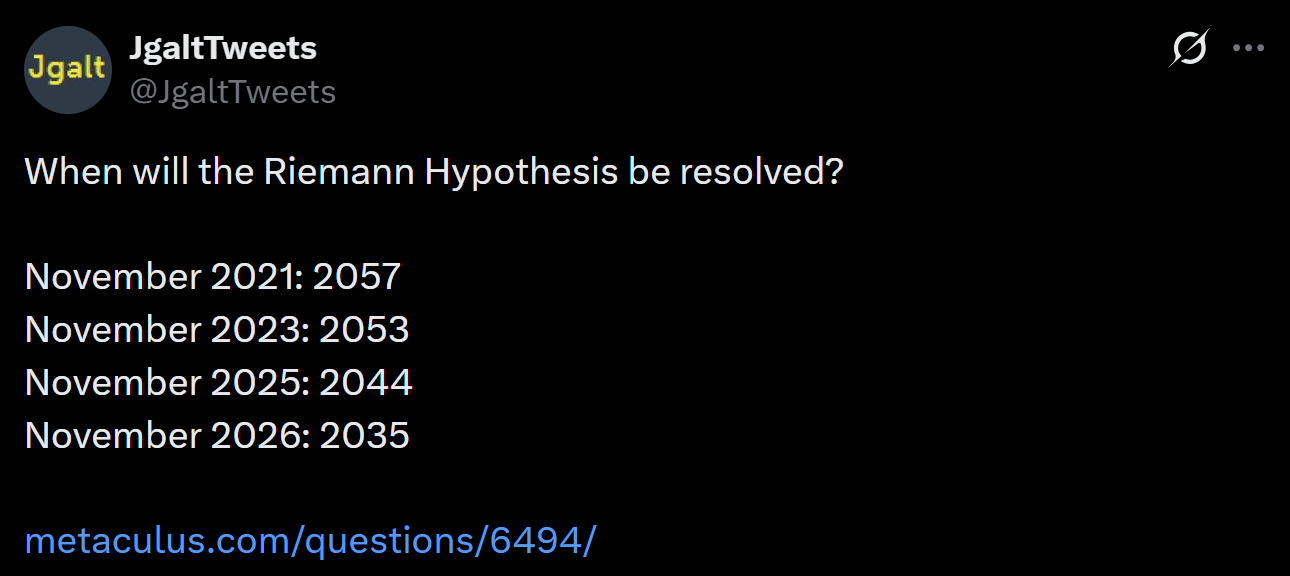 Jgalt
JgaltTweets
@JgaltTweets
When will the Riemann Hypothesis be resolved?
November 2021: 2057
November 2023: 2053
November 2025: 2044
November 2026: 2035
metaculus.com/questions/6494/